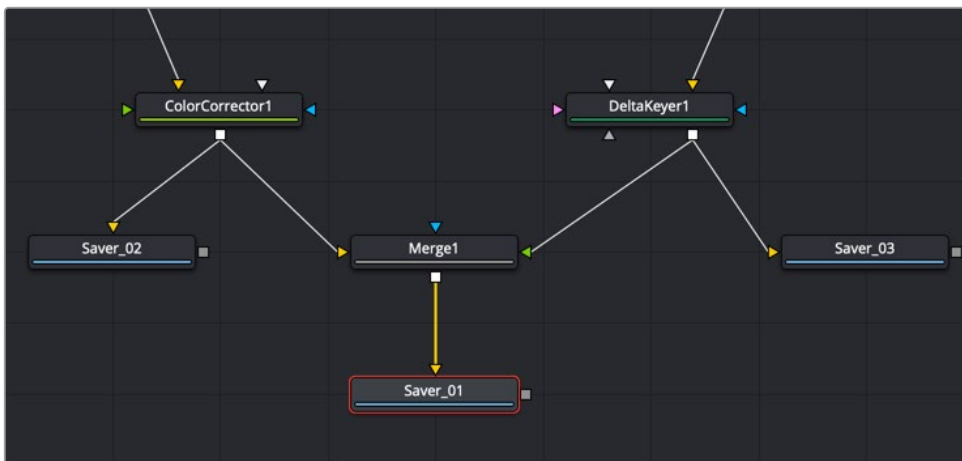 ColorCorrector1
DeltaKeyer1
Saver_02
Merge1
Saver_03
Saver_01